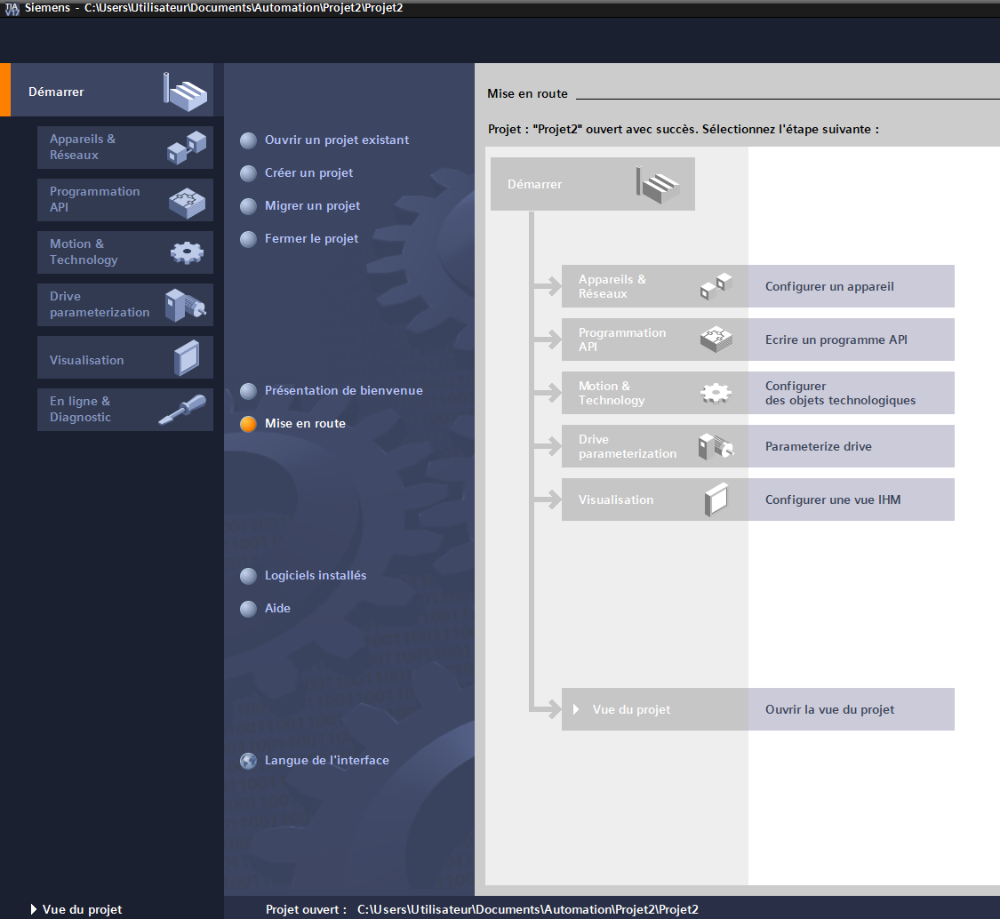 TIA
V17
Siemens - C:\Users\Utilisateur\Documents\Automation\Projet2\Projet2
Démarrer
Appareils &
Réseaux
Programmation
API
Motion &
Technology
Drive
parameterization
Visualisation
En ligne &
Diagnostic
Ouvrir un projet existant
Créer un projet
Migrer un projet
Fermer le projet
Présentation de bienvenue
Mise en route
Logiciels installés
Aide
Langue de l'interface
Mise en route
Projet : "Projet2" ouvert avec succès. Sélectionnez l'étape suivante :
Démarrer
Appareils &
Réseaux
Configurer un appareil
Programmation
API
Ecrire un programme API
Motion &
Technology
Configurer
des objets technologiques
Drive
parameterization
Parameterize drive
Visualisation
Configurer une vue IHM
Vue du projet
Ouvrir la vue du projet
Vue du projet
Projet ouvert : C:\Users\Utilisateur\Documents\Automation\Projet2\Projet2